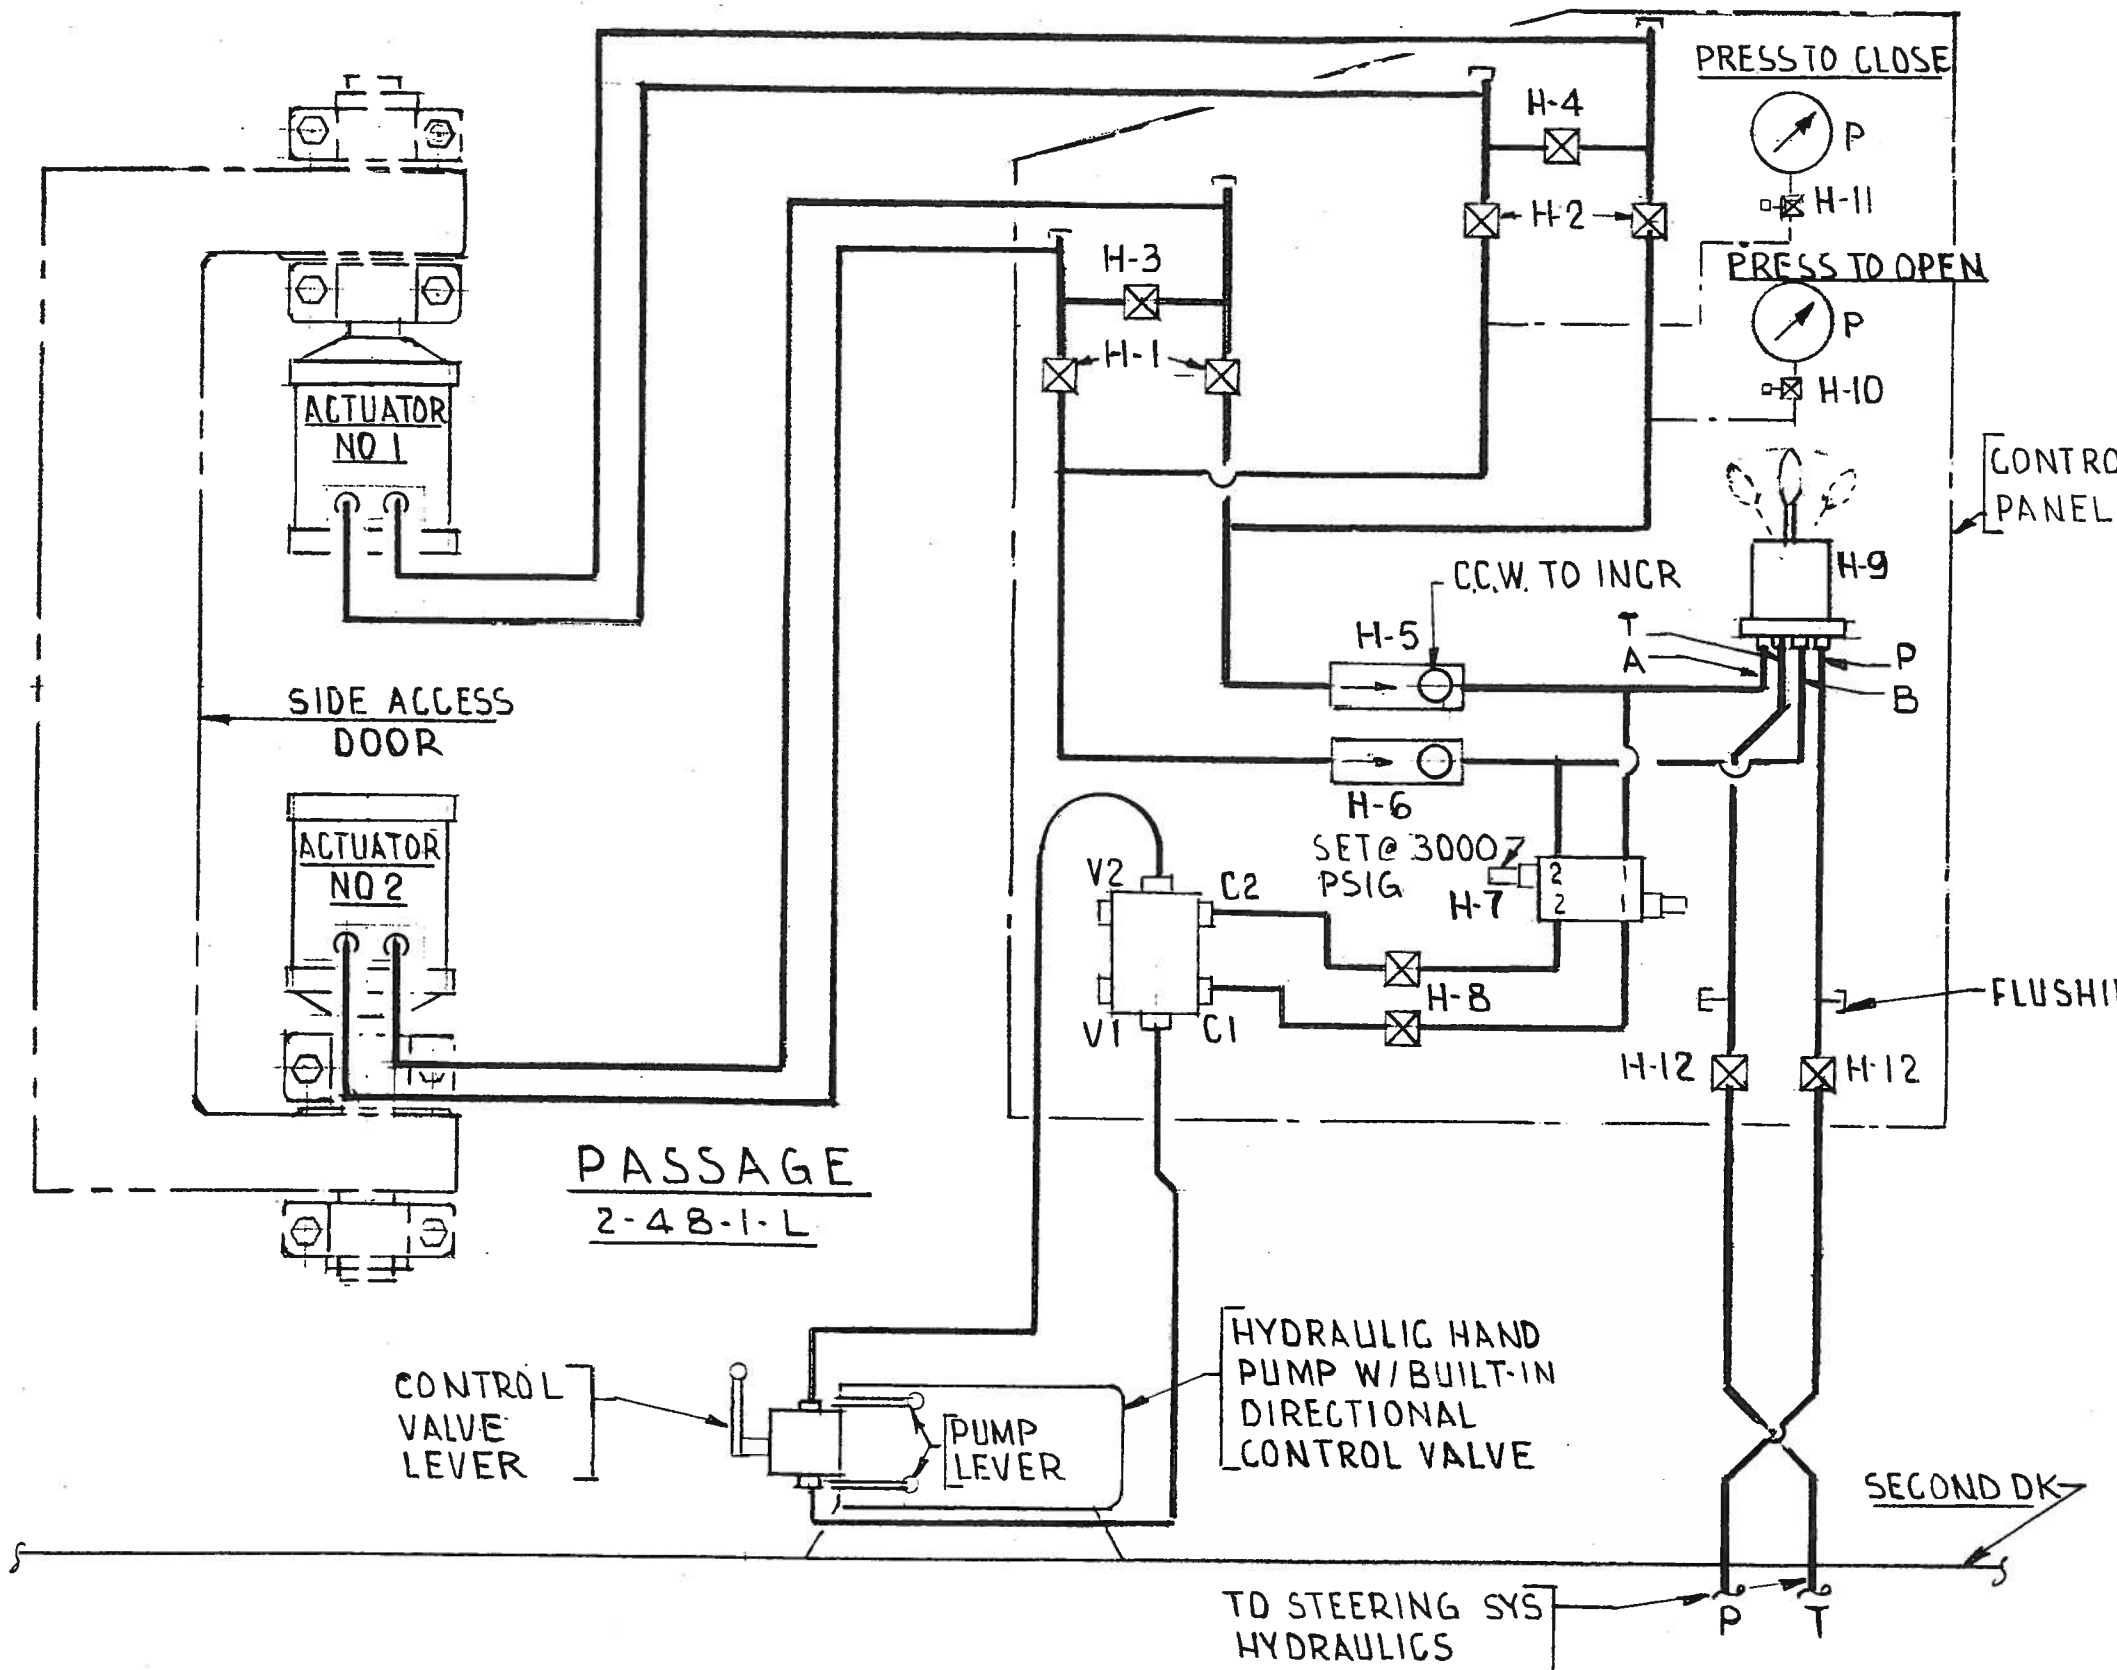 PRESS TO CLOSE
H-4
P
H-11
H-2
PRESS TO OPEN
H-3
P
H-1
H-10
ACTUATOR
NO 1
CONTRO
PANEL
C.C.W. TO INCR
H-9
H-5
T
A
P
B
SIDE ACCESS
DOOR
H-6
SET @ 3000
PSIG
ACTUATOR
NO 2
V2
C2
2
1
H-7
2
1
H-8
V1
C1
FLUSHI
H-12
H-12
PASSAGE
2-48-1-L
HYDRAULIC HAND
PUMP W/BUILT-IN
DIRECTIONAL
CONTROL VALVE
CONTROL
VALVE
LEVER
PUMP
LEVER
SECOND DK
TO STEERING SYS
HYDRAULICS
P
T